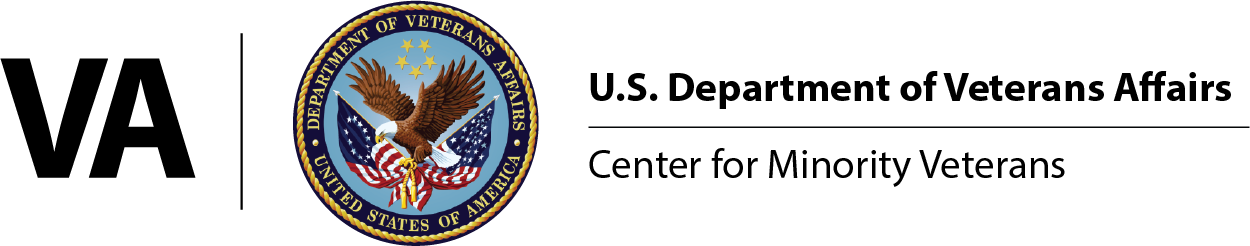 VA
DEPARTMENT OF VETERANS AFFAIRS
UNITED STATES OF AMERICA
U.S. Department of Veterans Affairs
Center for Minority Veterans